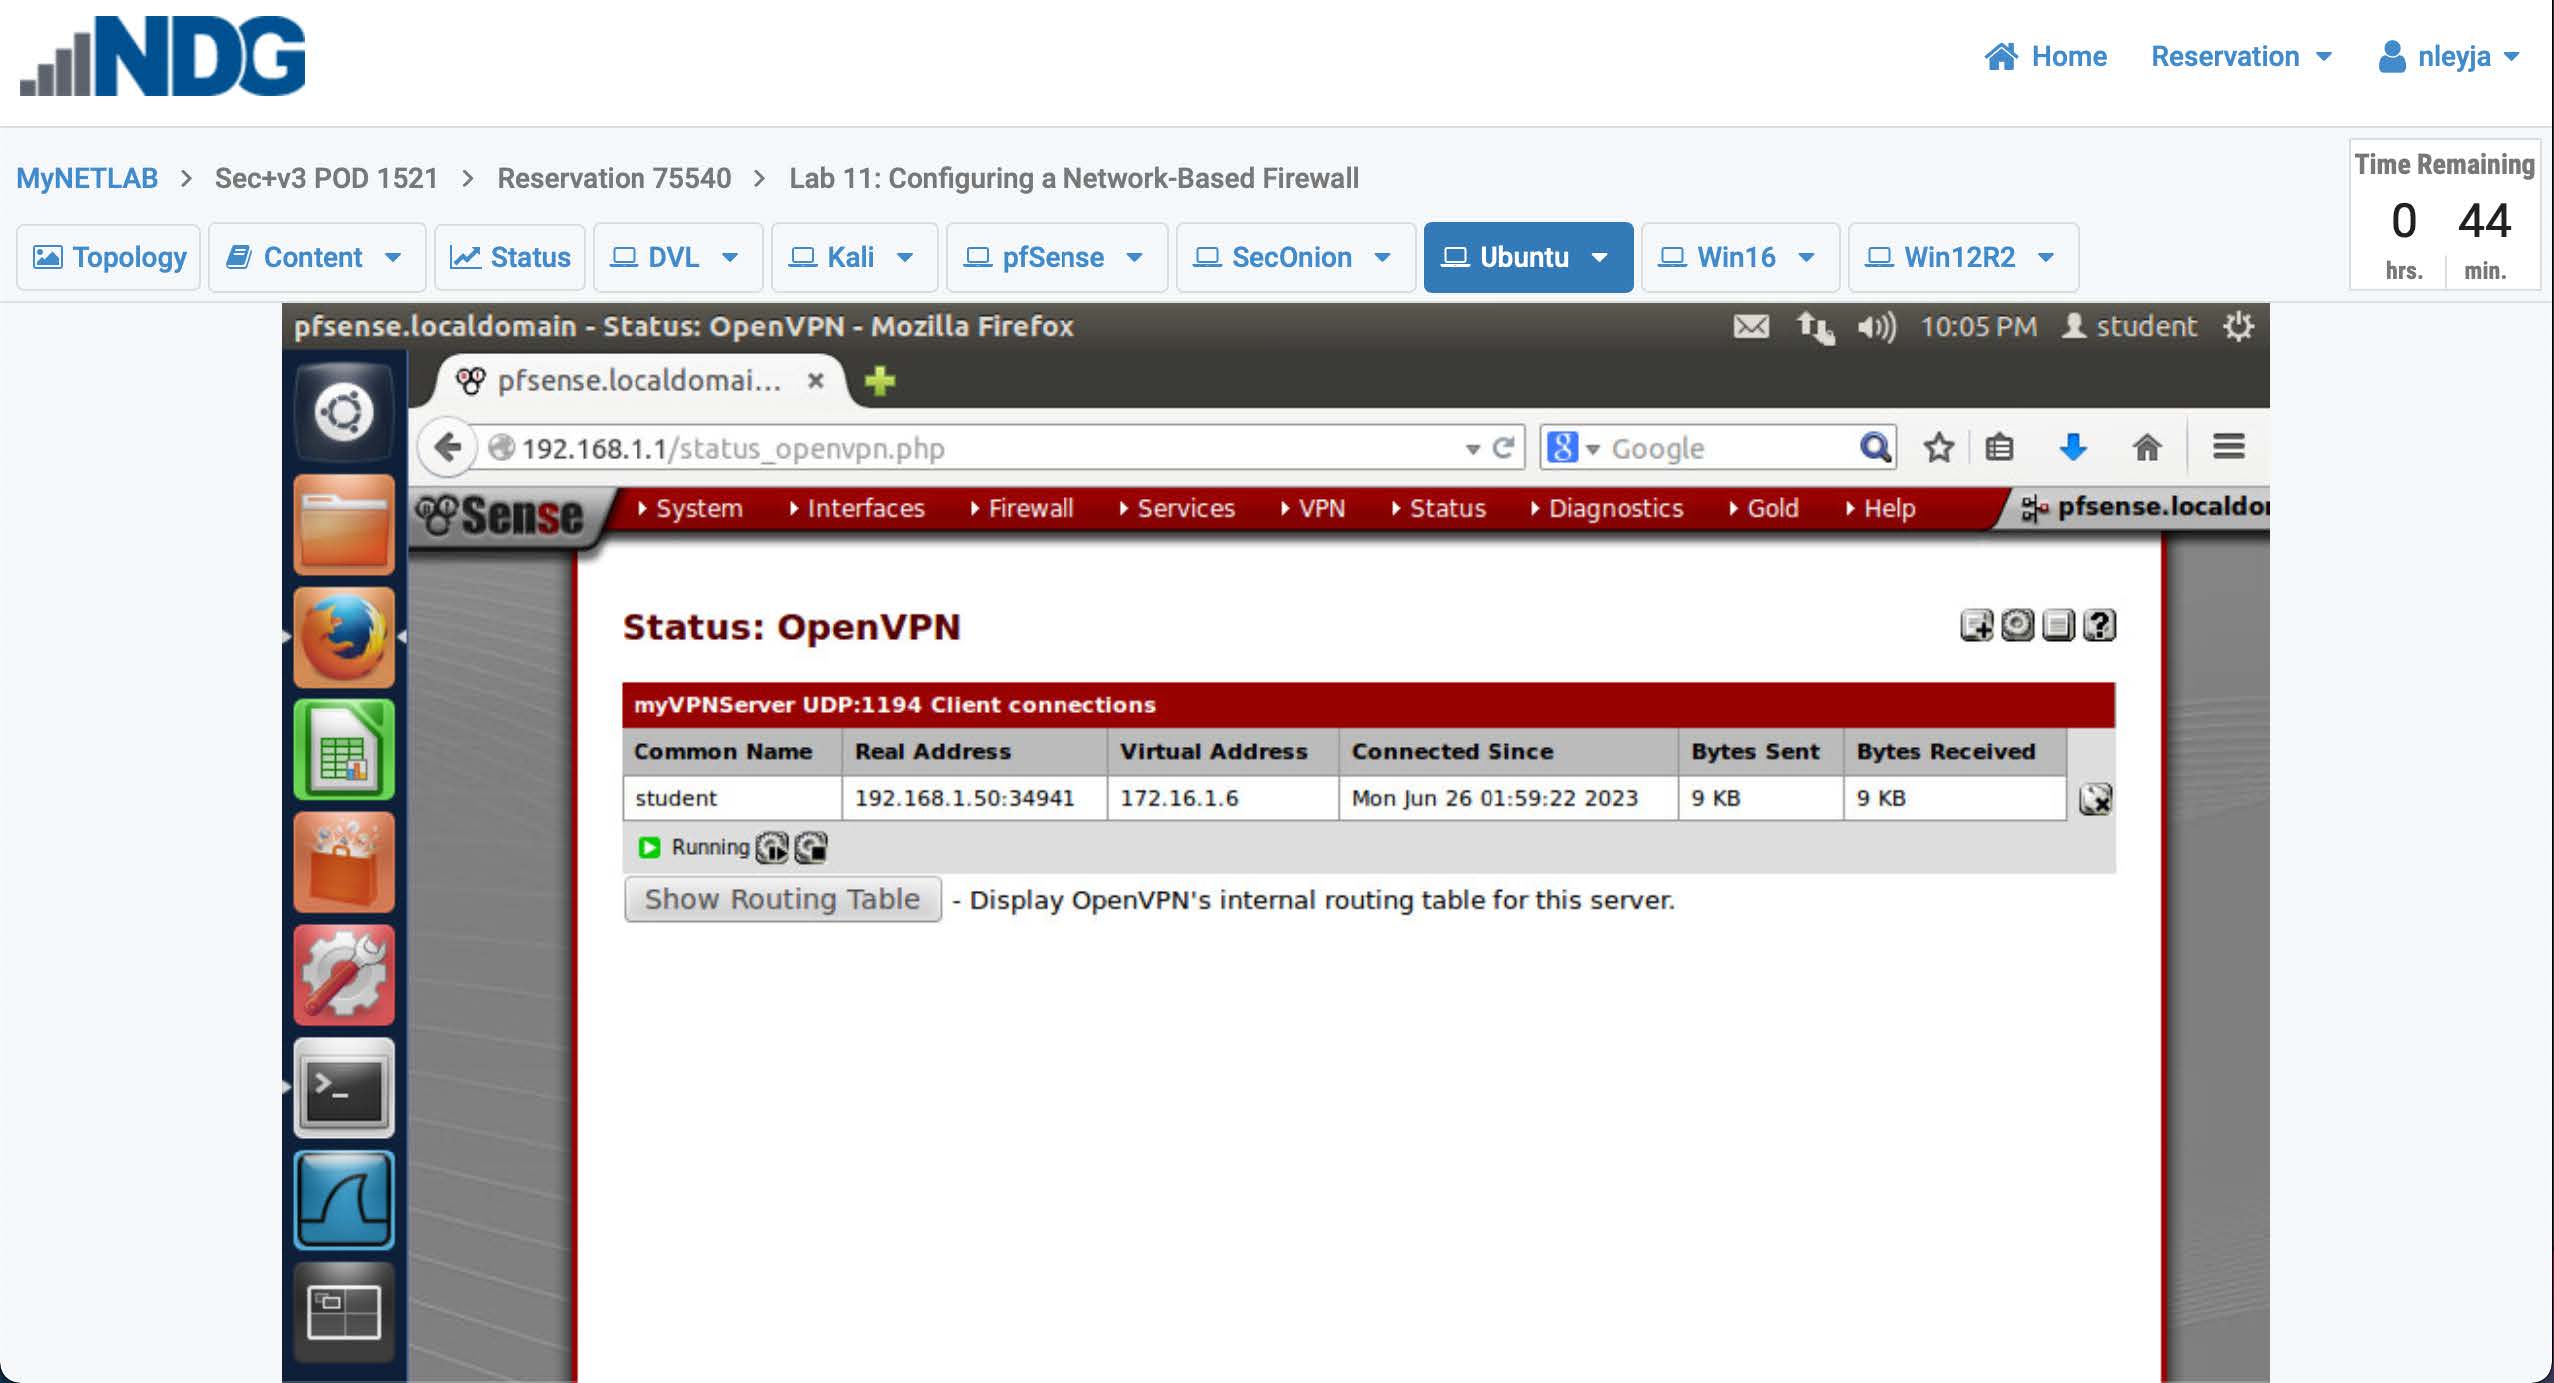 NDG
Home Reservation nleyja
MyNETLAB > Sec+v3 POD 1521 > Reservation 75540 > Lab 11: Configuring a Network-Based Firewall
Time Remaining
0 44
hrs. min.
Topology Content Status DVL Kali pfSense SecOnion Ubuntu Win16 Win12R2
pfsense.localdomain - Status: OpenVPN - Mozilla Firefox 10:05 PM student
pfsense.localdomai...
192.168.1.1/status_openvpn.php 8 Google
Sense System Interfaces Firewall Services VPN Status Diagnostics Gold Help pfsense.localdo
Status: OpenVPN
myVPNServer UDP:1194 Client connections
Common Name Real Address Virtual Address Connected Since Bytes Sent Bytes Received
student 192.168.1.50:34941 172.16.1.6 Mon Jun 26 01:59:22 2023 9 KB 9 KB
Running
Show Routing Table - Display OpenVPN's internal routing table for this server.